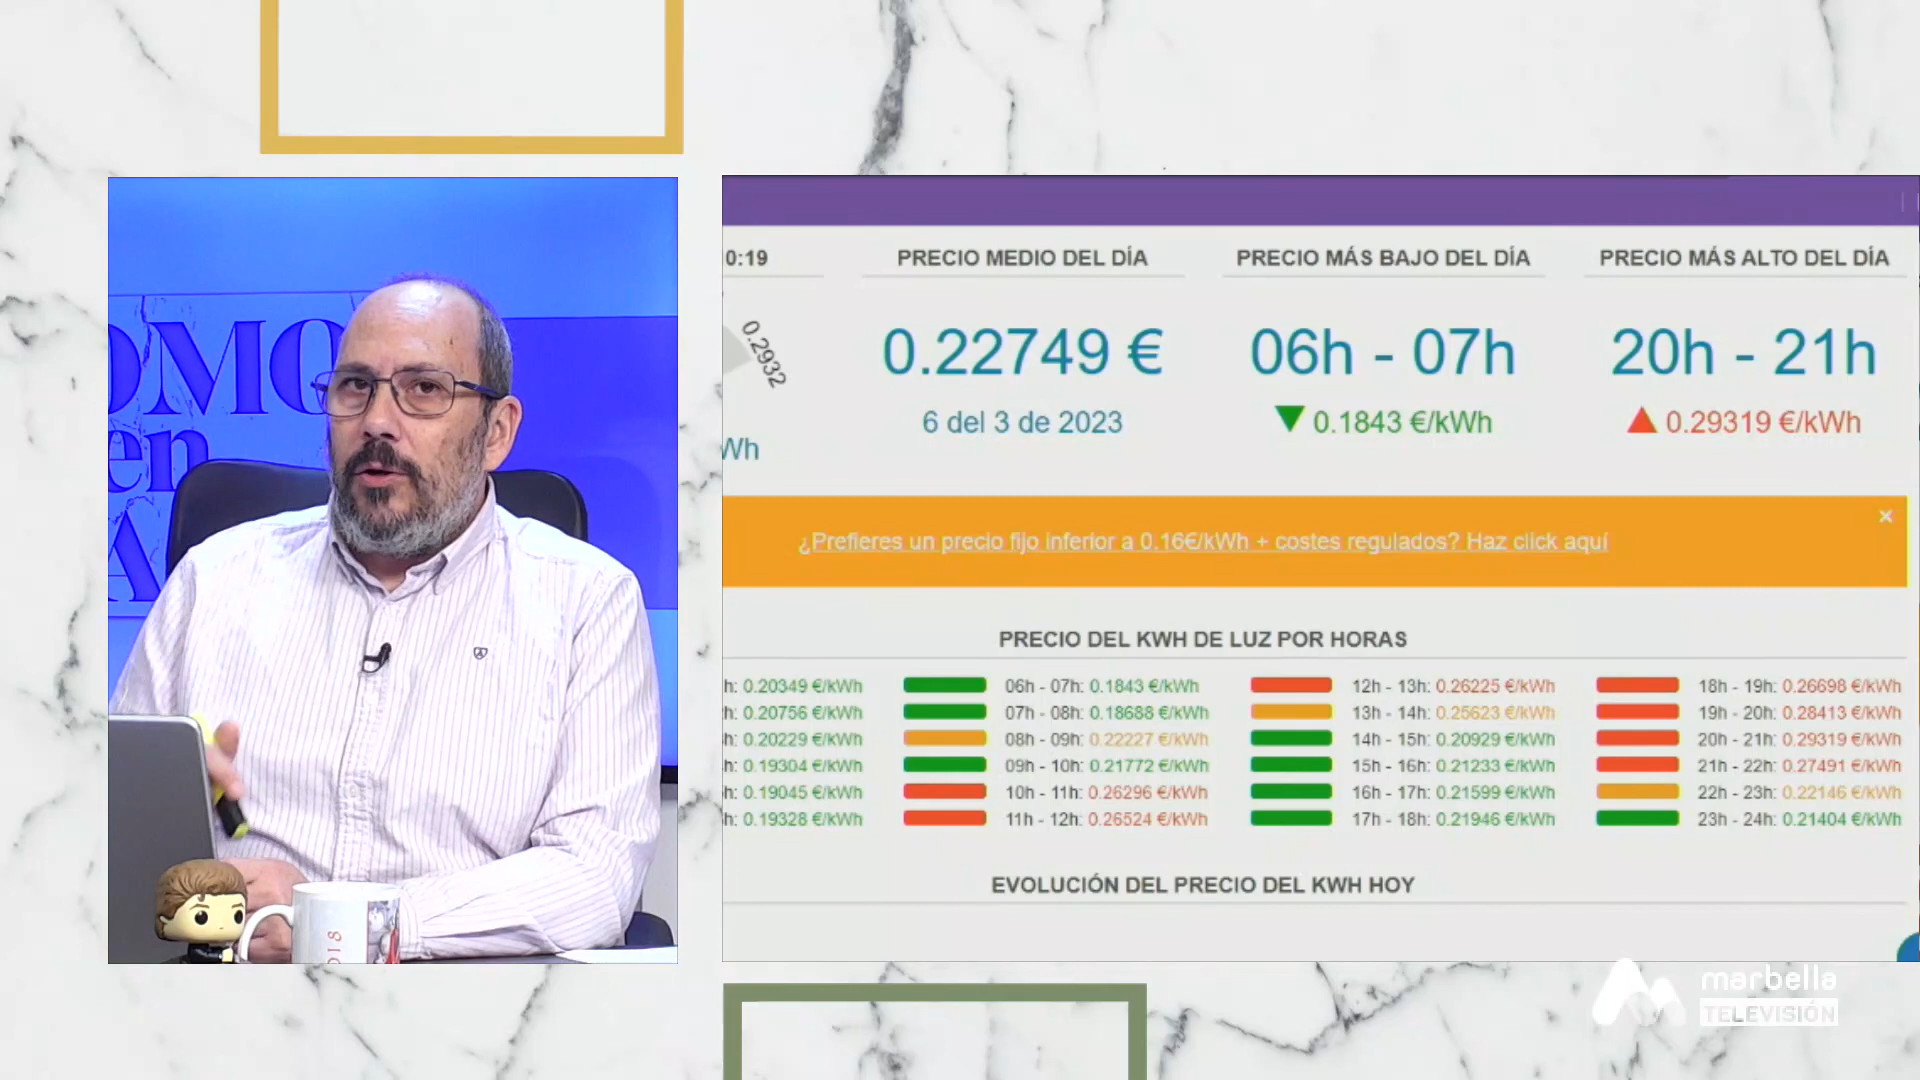 OMO
en
A
2018
0:19
0.2932
Wh
PRECIO MEDIO DEL DÍA
0.22749 €
6 del 3 de 2023
PRECIO MÁS BAJO DEL DÍA
06h - 07h
0.1843 €/kWh
PRECIO MÁS ALTO DEL DÍA
20h - 21h
0.29319 €/kWh
¿Prefieres un precio fijo inferior a 0.16€/kWh + costes regulados? Haz click aquí
×
PRECIO DEL KWH DE LUZ POR HORAS
h: 0.20349 €/kWh
h: 0.20756 €/kWh
h: 0.20229 €/kWh
h: 0.19304 €/kWh
h: 0.19045 €/kWh
h: 0.19328 €/kWh
06h - 07h: 0.1843 €/kWh
07h - 08h: 0.18688 €/kWh
08h - 09h: 0.22227 €/kWh
09h - 10h: 0.21772 €/kWh
10h - 11h: 0.26296 €/kWh
11h - 12h: 0.26524 €/kWh
12h - 13h: 0.26225 €/kWh
13h - 14h: 0.25623 €/kWh
14h - 15h: 0.20929 €/kWh
15h - 16h: 0.21233 €/kWh
16h - 17h: 0.21599 €/kWh
17h - 18h: 0.21946 €/kWh
18h - 19h: 0.26698 €/kWh
19h - 20h: 0.28413 €/kWh
20h - 21h: 0.29319 €/kWh
21h - 22h: 0.27491 €/kWh
22h - 23h: 0.22146 €/kWh
23h - 24h: 0.21404 €/kWh
EVOLUCIÓN DEL PRECIO DEL KWH HOY
marbella
TELEVISIÓN